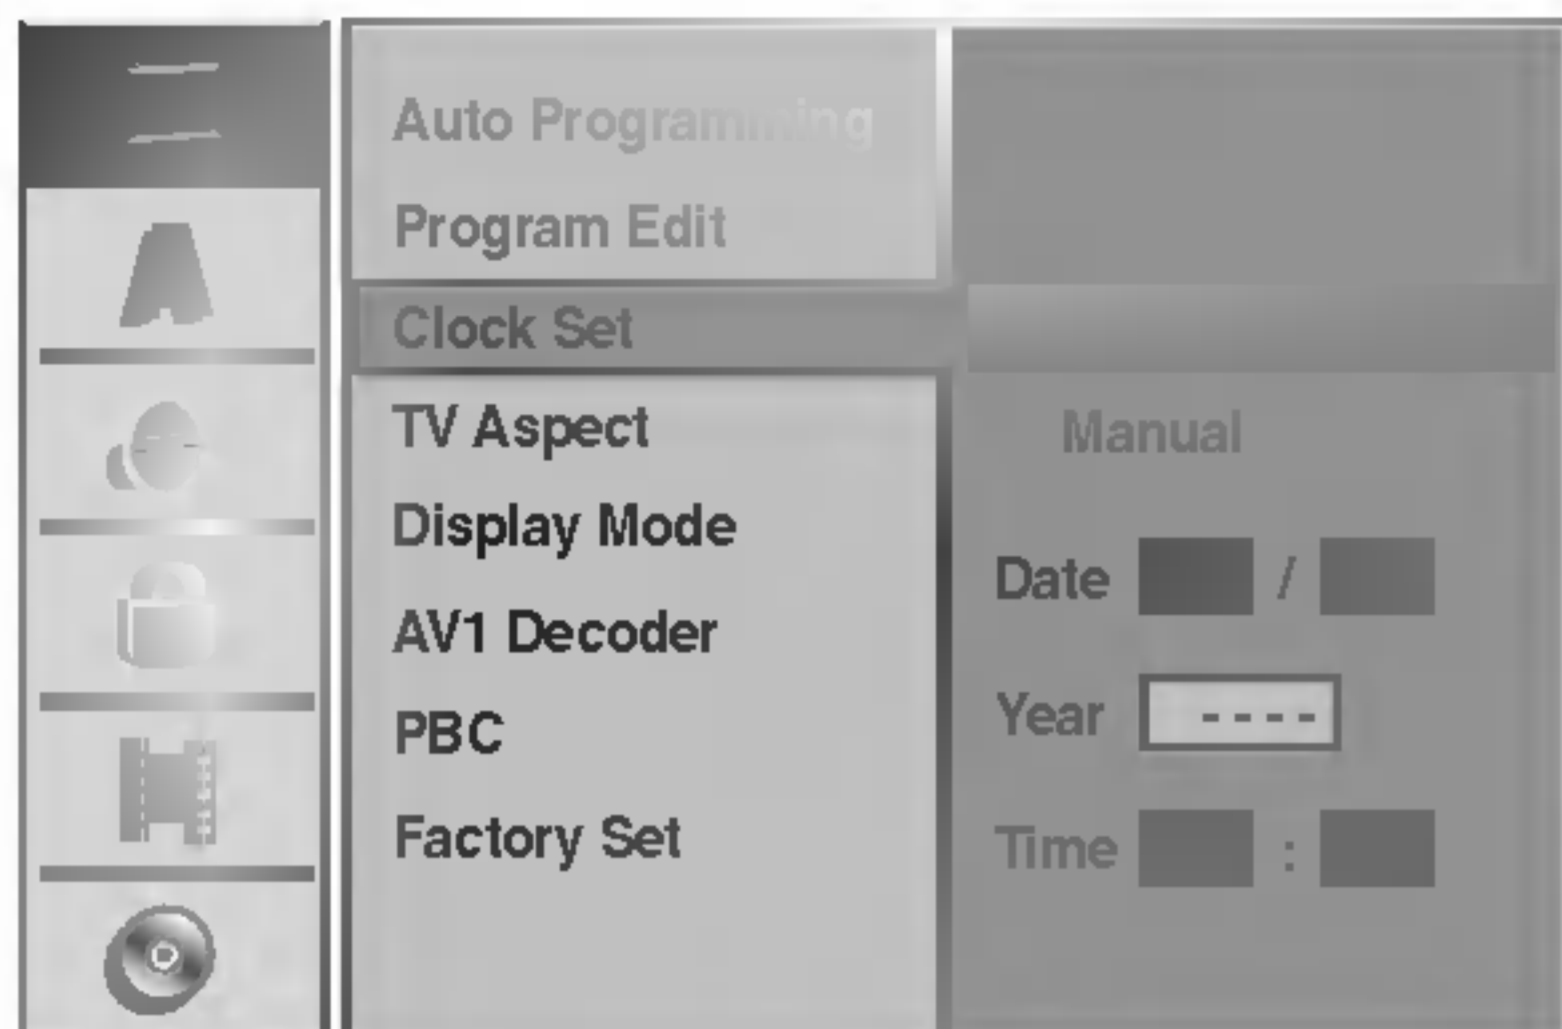 Auto Programming
Program Edit
Clock Set
TV Aspect
Display Mode
AV1 Decoder
PBC
Factory Set
Manual
Date /
Year ----
Time :